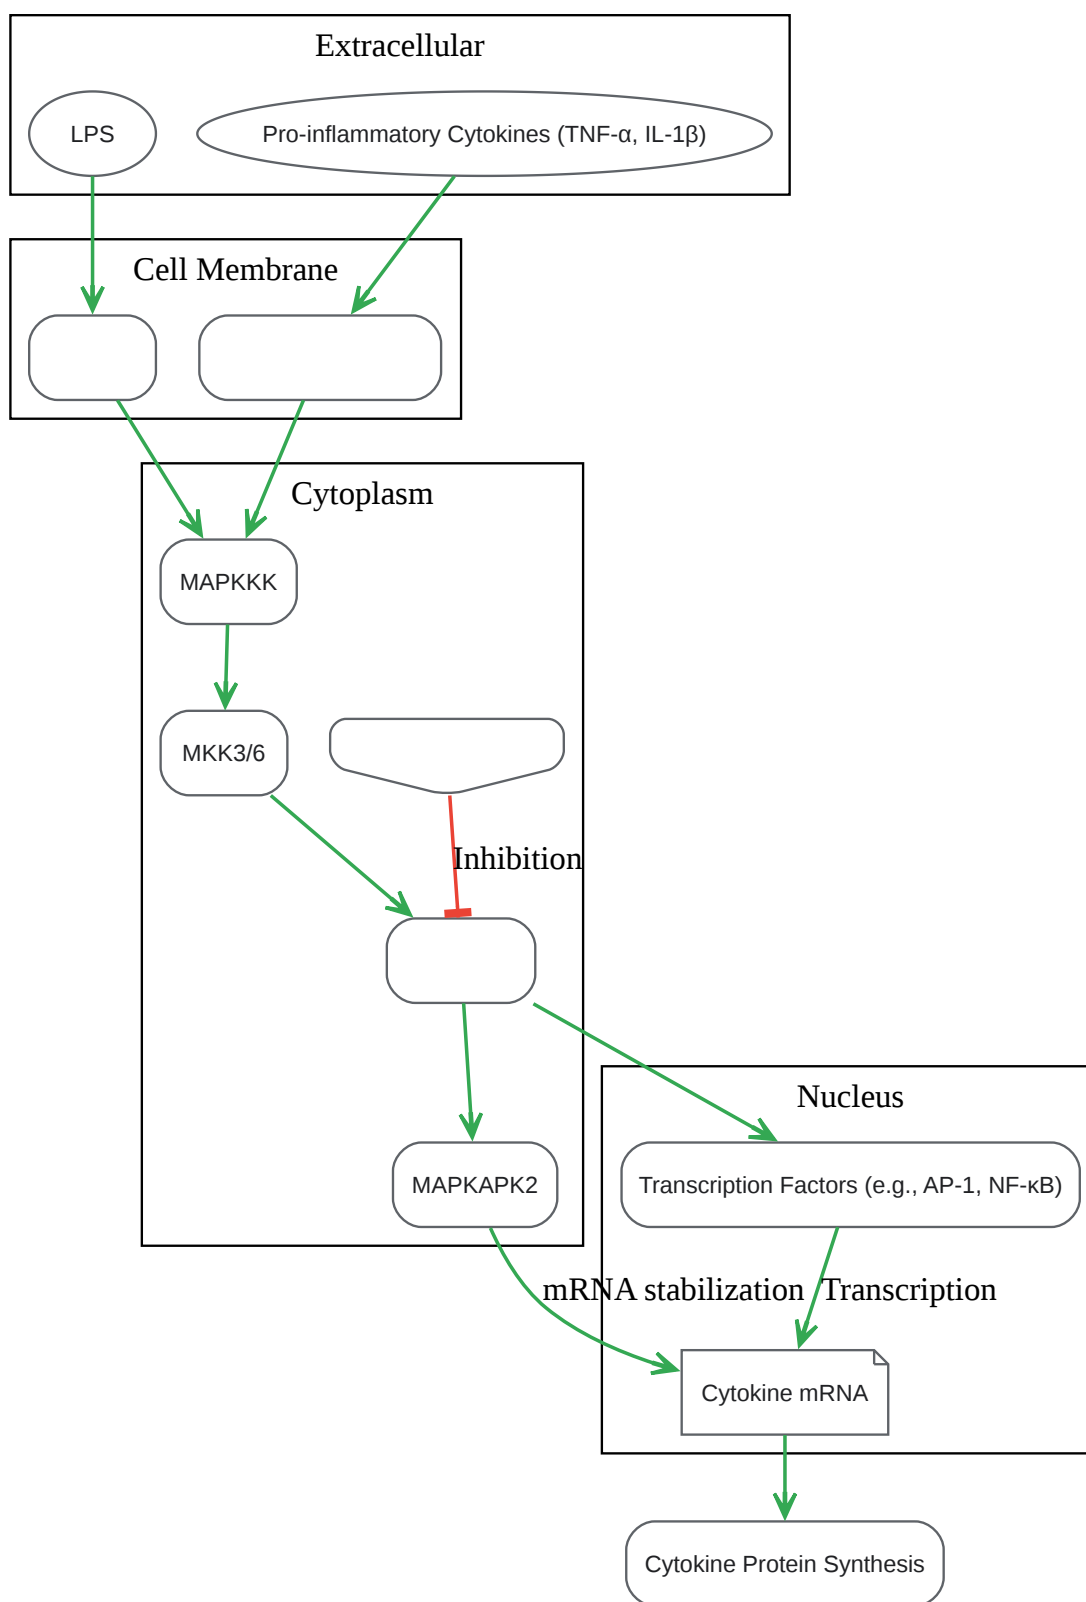 Extracellular
LPS
Pro-inflammatory Cytokines (TNF-α, IL-1β)
Cell Membrane
Cytoplasm
MAPKKK
MKK3/6
Inhibition
Nucleus
MAPKAPK2
Transcription Factors (e.g., AP-1, NF-κB)
mRNA stabilization
Transcription
Cytokine mRNA
Cytokine Protein Synthesis